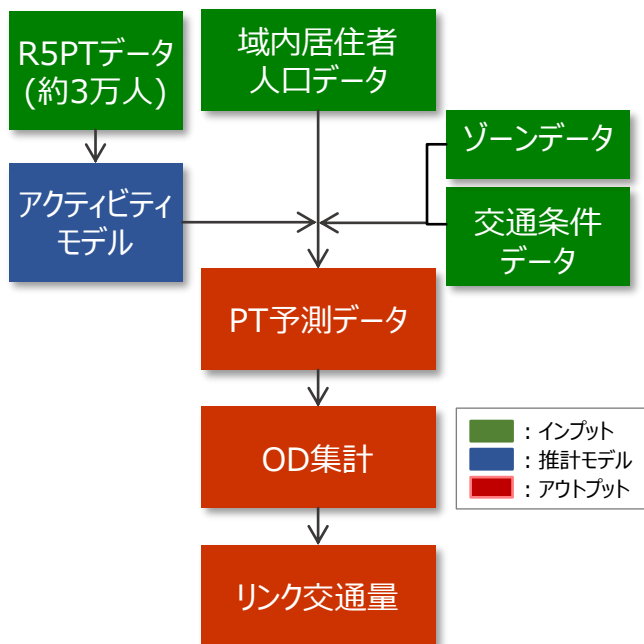 R5PTデータ
(約3万人)
域内居住者
人口データ
ゾーンデータ
アクティビティ
モデル
交通条件
データ
PT予測データ
OD集計
：インプット
：推計モデル
：アウトプット
リンク交通量